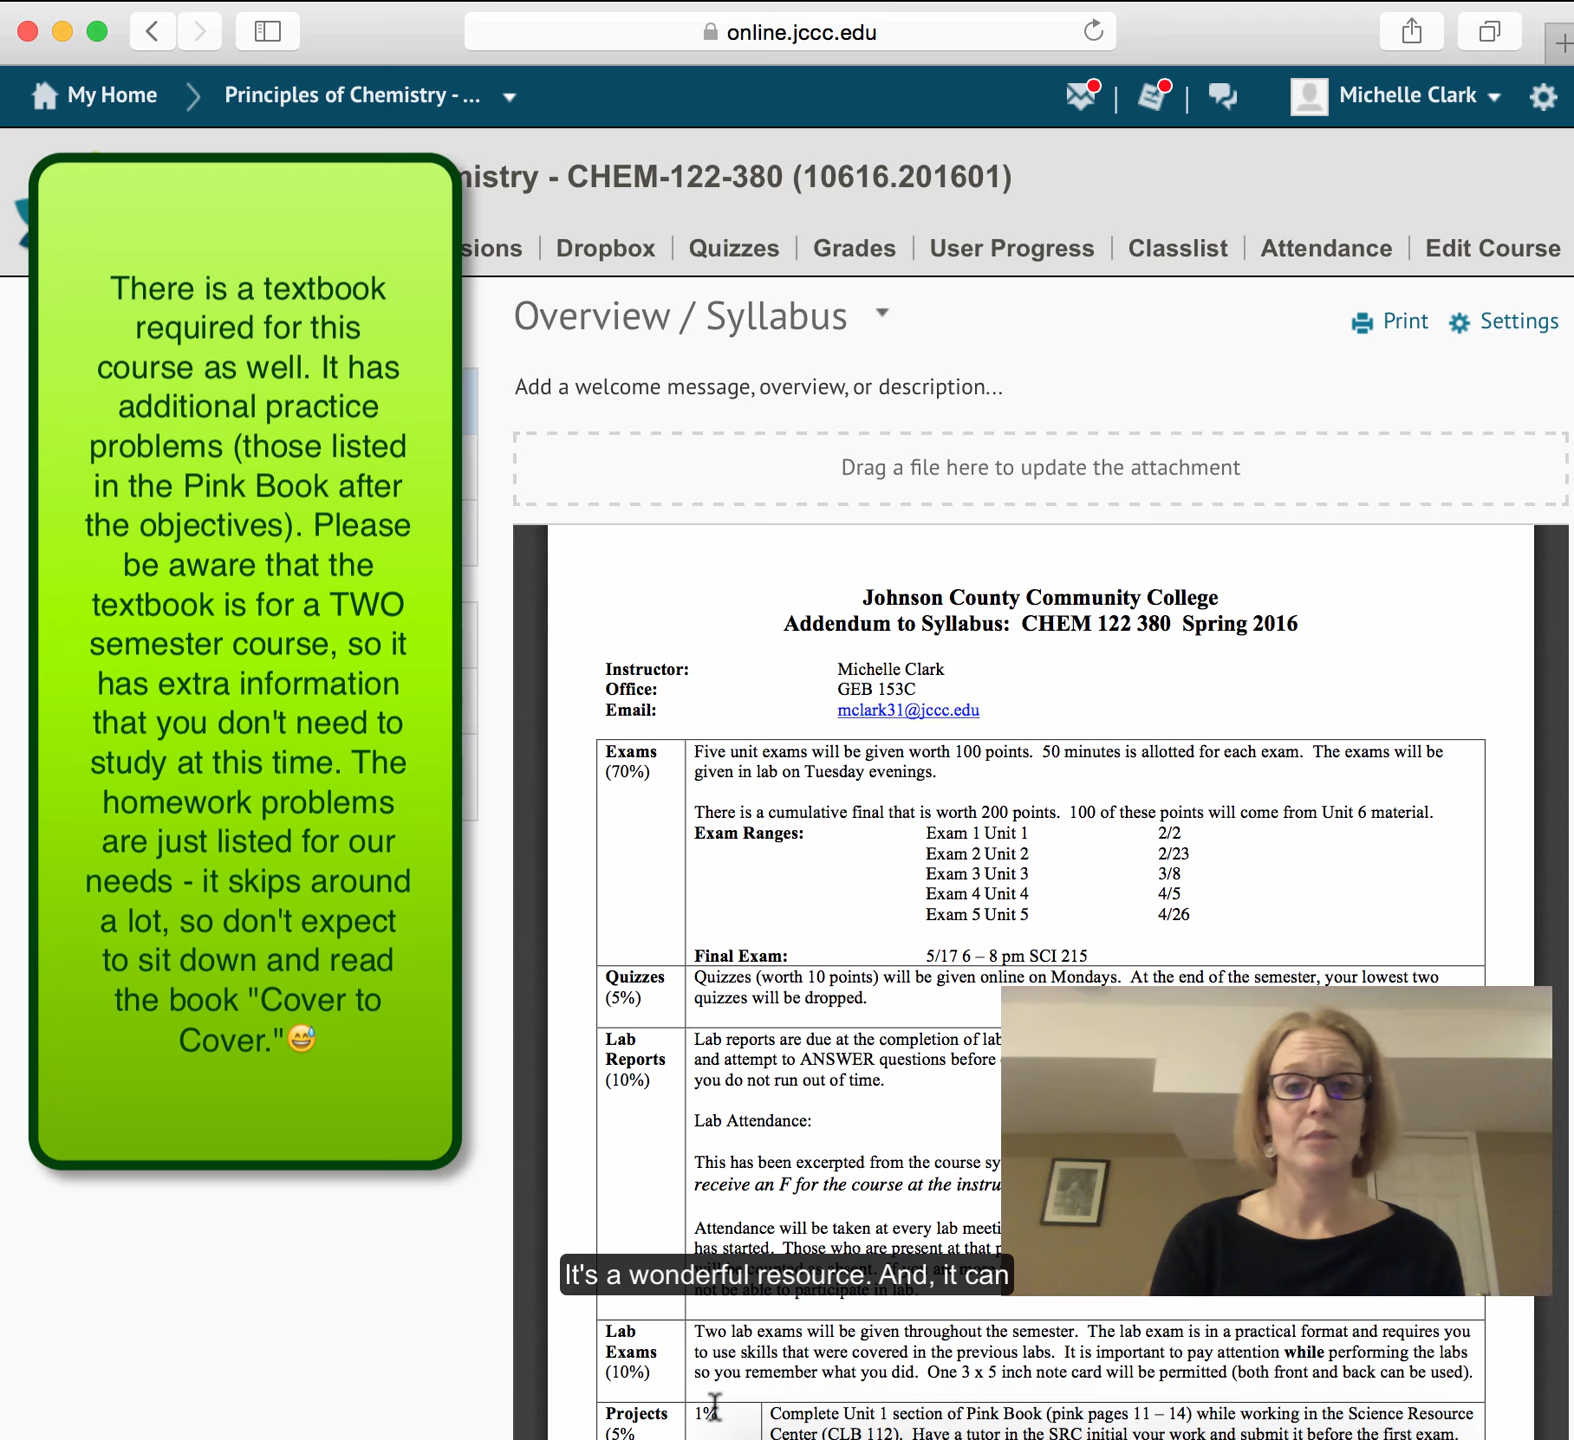 online.jccc.edu
My Home
Principles of Chemistry - ...
Michelle Clark
nistry - CHEM-122-380 (10616.201601)
sions | Dropbox | Quizzes | Grades | User Progress | Classlist | Attendance | Edit Course
There is a textbook
required for this
course as well. It has
additional practice
problems (those listed
in the Pink Book after
the objectives). Please
be aware that the
textbook is for a TWO
semester course, so it
has extra information
that you don't need to
study at this time. The
homework problems
are just listed for our
needs - it skips around
a lot, so don't expect
to sit down and read
the book "Cover to
Cover."😅
Overview / Syllabus
Print
Settings
Add a welcome message, overview, or description...
Drag a file here to update the attachment
Johnson County Community College
Addendum to Syllabus: CHEM 122 380 Spring 2016
Instructor: Michelle Clark
Office: GEB 153C
Email: mclark31@jccc.edu
Exams
(70%)
Five unit exams will be given worth 100 points. 50 minutes is allotted for each exam. The exams will be
given in lab on Tuesday evenings.
There is a cumulative final that is worth 200 points. 100 of these points will come from Unit 6 material.
Exam Ranges: Exam 1 Unit 1 2/2
Exam 2 Unit 2 2/23
Exam 3 Unit 3 3/8
Exam 4 Unit 4 4/5
Exam 5 Unit 5 4/26
Final Exam: 5/17 6 – 8 pm SCI 215
Quizzes
(5%)
Quizzes (worth 10 points) will be given online on Mondays. At the end of the semester, your lowest two
quizzes will be dropped.
Lab
Reports
(10%)
Lab reports are due at the completion of lab
and attempt to ANSWER questions before
you do not run out of time.
Lab Attendance:
This has been excerpted from the course sy
receive an F for the course at the instru
Attendance will be taken at every lab meeti
has started. Those who are present at that p
It's a wonderful resource. And, it can
not be able to participate in lab.
Lab
Exams
(10%)
Two lab exams will be given throughout the semester. The lab exam is in a practical format and requires you
to use skills that were covered in the previous labs. It is important to pay attention while performing the labs
so you remember what you did. One 3 x 5 inch note card will be permitted (both front and back can be used).
Projects
(5%
1%
Complete Unit 1 section of Pink Book (pink pages 11 – 14) while working in the Science Resource
Center (CLB 112). Have a tutor in the SRC initial your work and submit it before the first exam.